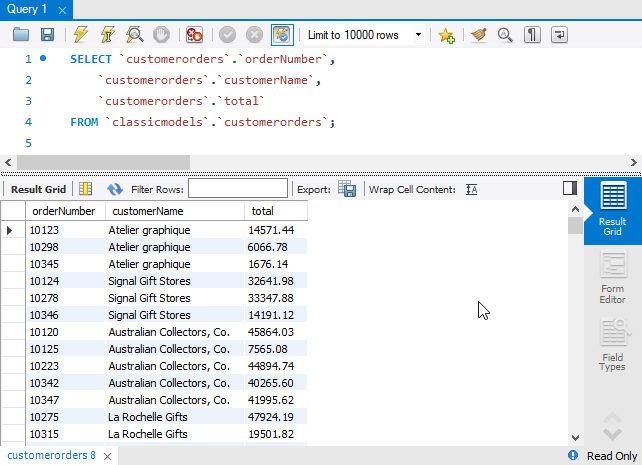 Query 1
Limit to 10000 rows
1 SELECT `customerorders`.`orderNumber`,
2 `customerorders`.`customerName`,
3 `customerorders`.`total`
4 FROM `classicmodels`.`customerorders`;
5
Result Grid Filter Rows: Export: Wrap Cell Content:
orderNumber customerName total
10123 Atelier graphique 14571.44
10298 Atelier graphique 6066.78
10345 Atelier graphique 1676.14
10124 Signal Gift Stores 32641.98
10278 Signal Gift Stores 33347.88
10346 Signal Gift Stores 14191.12
10120 Australian Collectors, Co. 45864.03
10125 Australian Collectors, Co. 7565.08
10223 Australian Collectors, Co. 44894.74
10342 Australian Collectors, Co. 40265.60
10347 Australian Collectors, Co. 41995.62
10275 La Rochelle Gifts 47924.19
10315 La Rochelle Gifts 19501.82
Result
Grid
Form
Editor
Field
Types
customerorders 8
Read Only